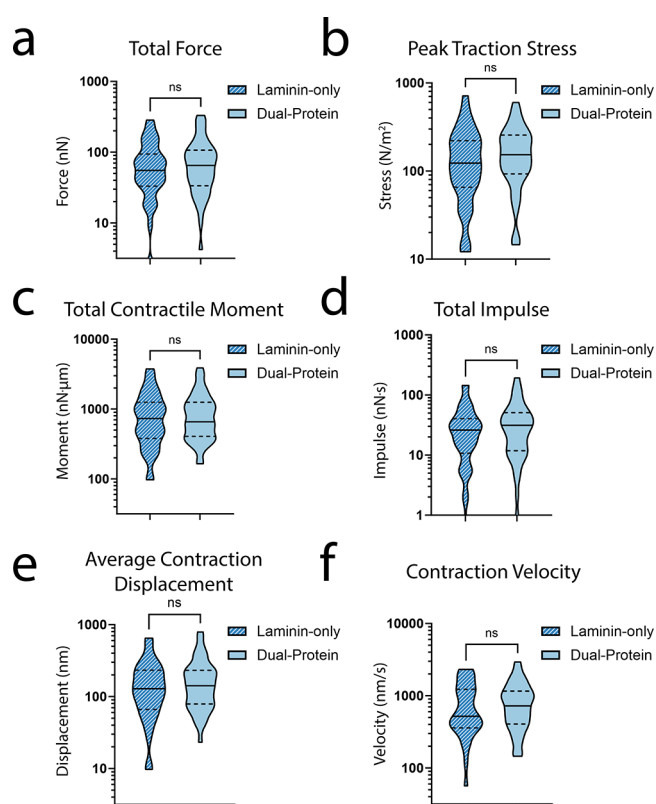 a
Total Force
1000
100
10
Force (nN)
ns
Laminin-only
Dual-Protein
b
Peak Traction Stress
1000
100
10
Stress (N/m²)
ns
Laminin-only
Dual-Protein
c
Total Contractile Moment
10000
1000
100
Moment (nN·μm)
ns
Laminin-only
Dual-Protein
d
Total Impulse
1000
100
10
1
Impulse (nN·s)
ns
Laminin-only
Dual-Protein
e
Average Contraction
Displacement
1000
100
10
Displacement (nm)
ns
Laminin-only
Dual-Protein
f
Contraction Velocity
10000
1000
100
Velocity (nm/s)
ns
Laminin-only
Dual-Protein